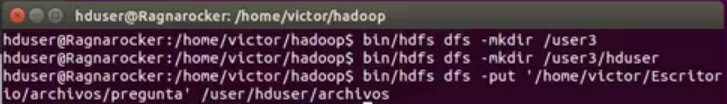 hduser@Ragnarocker: /home/victor/hadoop
hduser@Ragnarocker:/home/victor/hadoop$ bin/hdfs dfs -mkdir /user3
hduser@Ragnarocker:/home/victor/hadoop$ bin/hdfs dfs -mkdir /user3/hduser
hduser@Ragnarocker:/home/victor/hadoop$ bin/hdfs dfs -put '/home/victor/Escritor
io/archivos/pregunta' /user/hduser/archivos